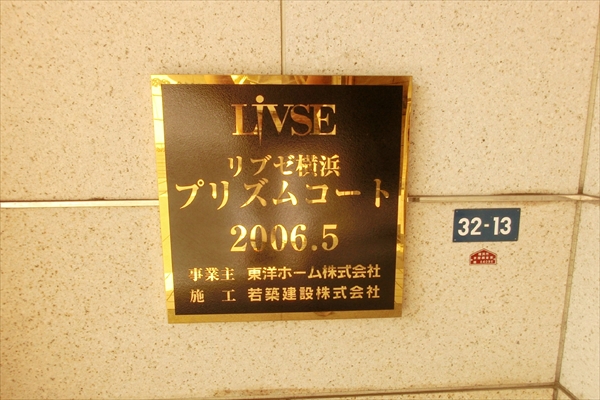 LiVSE
リブゼ横浜
プリズムコート
2006.5
事業主 東洋ホーム株式会社
施工 若築建設株式会社
32-13